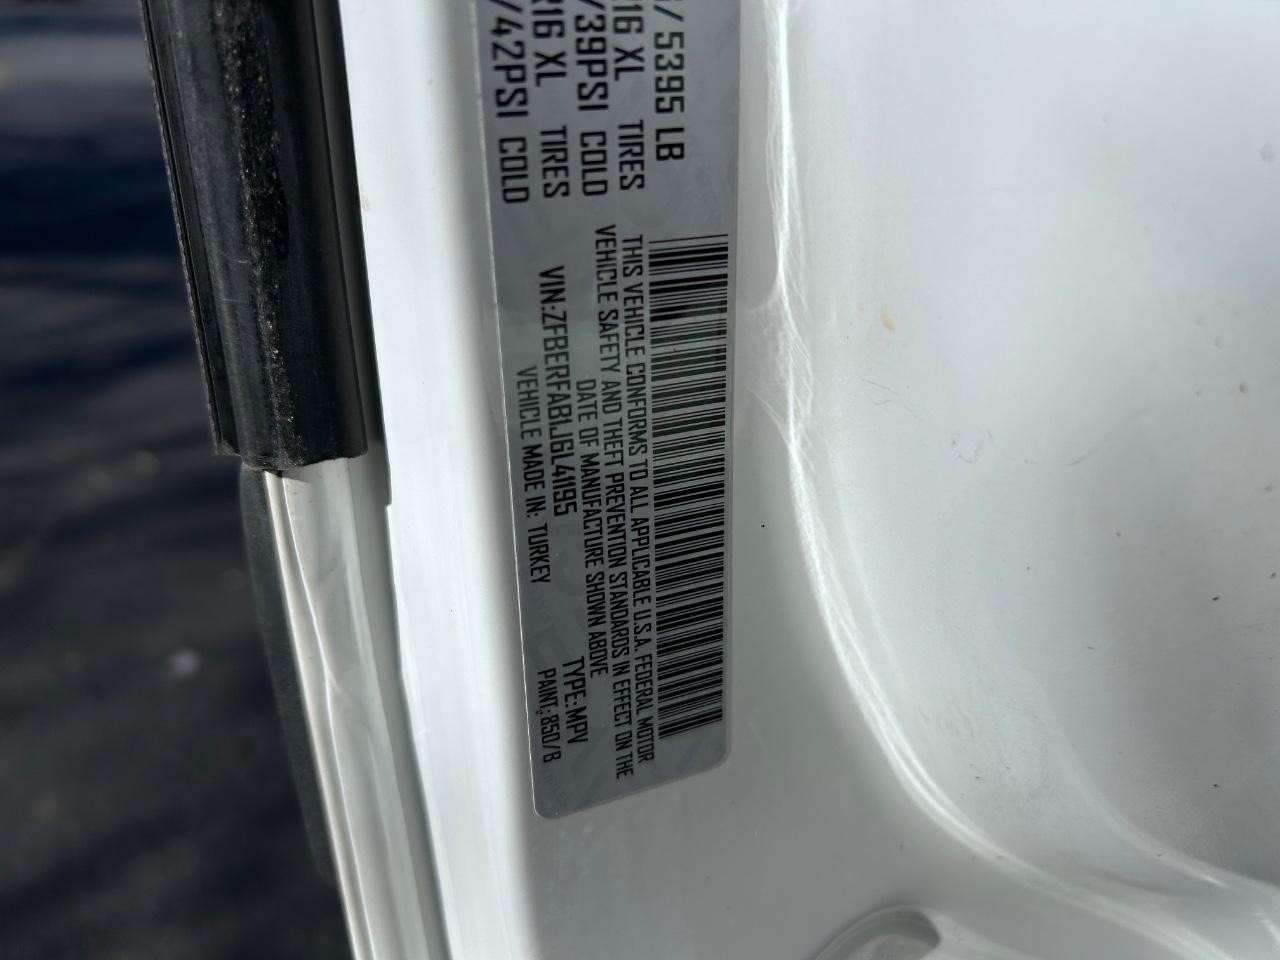 / 5395 LB
R16 XL TIRES
/39PSI COLD
R16 XL TIRES
/42PSI COLD
THIS VEHICLE CONFORMS TO ALL APPLICABLE U.S.A. FEDERAL MOTOR
VEHICLE SAFETY AND THEFT PREVENTION STANDARDS IN EFFECT ON THE
DATE OF MANUFACTURE SHOWN ABOVE
VIN:ZFBERFAB1J6L41195 TYPE:MPV
VEHICLE MADE IN: TURKEY PAINT: 850/B